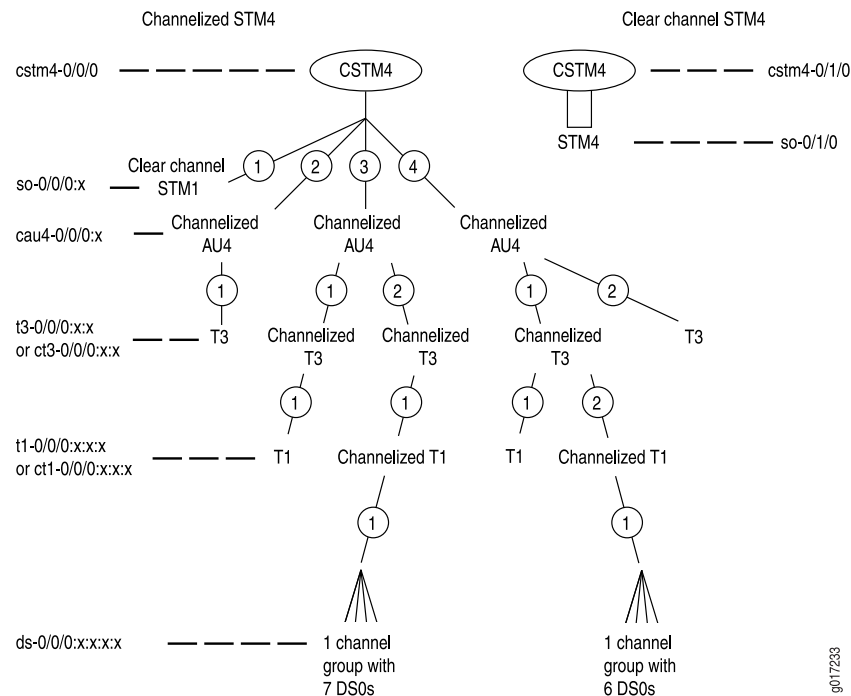 Channelized STM4
Clear channel STM4
cstm4-0/0/0
CSTM4
CSTM4
cstm4-0/1/0
STM4
so-0/1/0
so-0/0/0:x
Clear channel
STM1
1
2
3
4
cau4-0/0/0:x
Channelized
AU4
Channelized
AU4
Channelized
AU4
1
1
2
1
2
t3-0/0/0:x:x
or ct3-0/0/0:x:x
T3
Channelized
T3
Channelized
T3
Channelized
T3
T3
1
1
1
2
t1-0/0/0:x:x:x
or ct1-0/0/0:x:x:x
T1
Channelized T1
T1
Channelized T1
1
1
ds-0/0/0:x:x:x:x
1 channel
group with
7 DS0s
1 channel
group with
6 DS0s
g017233